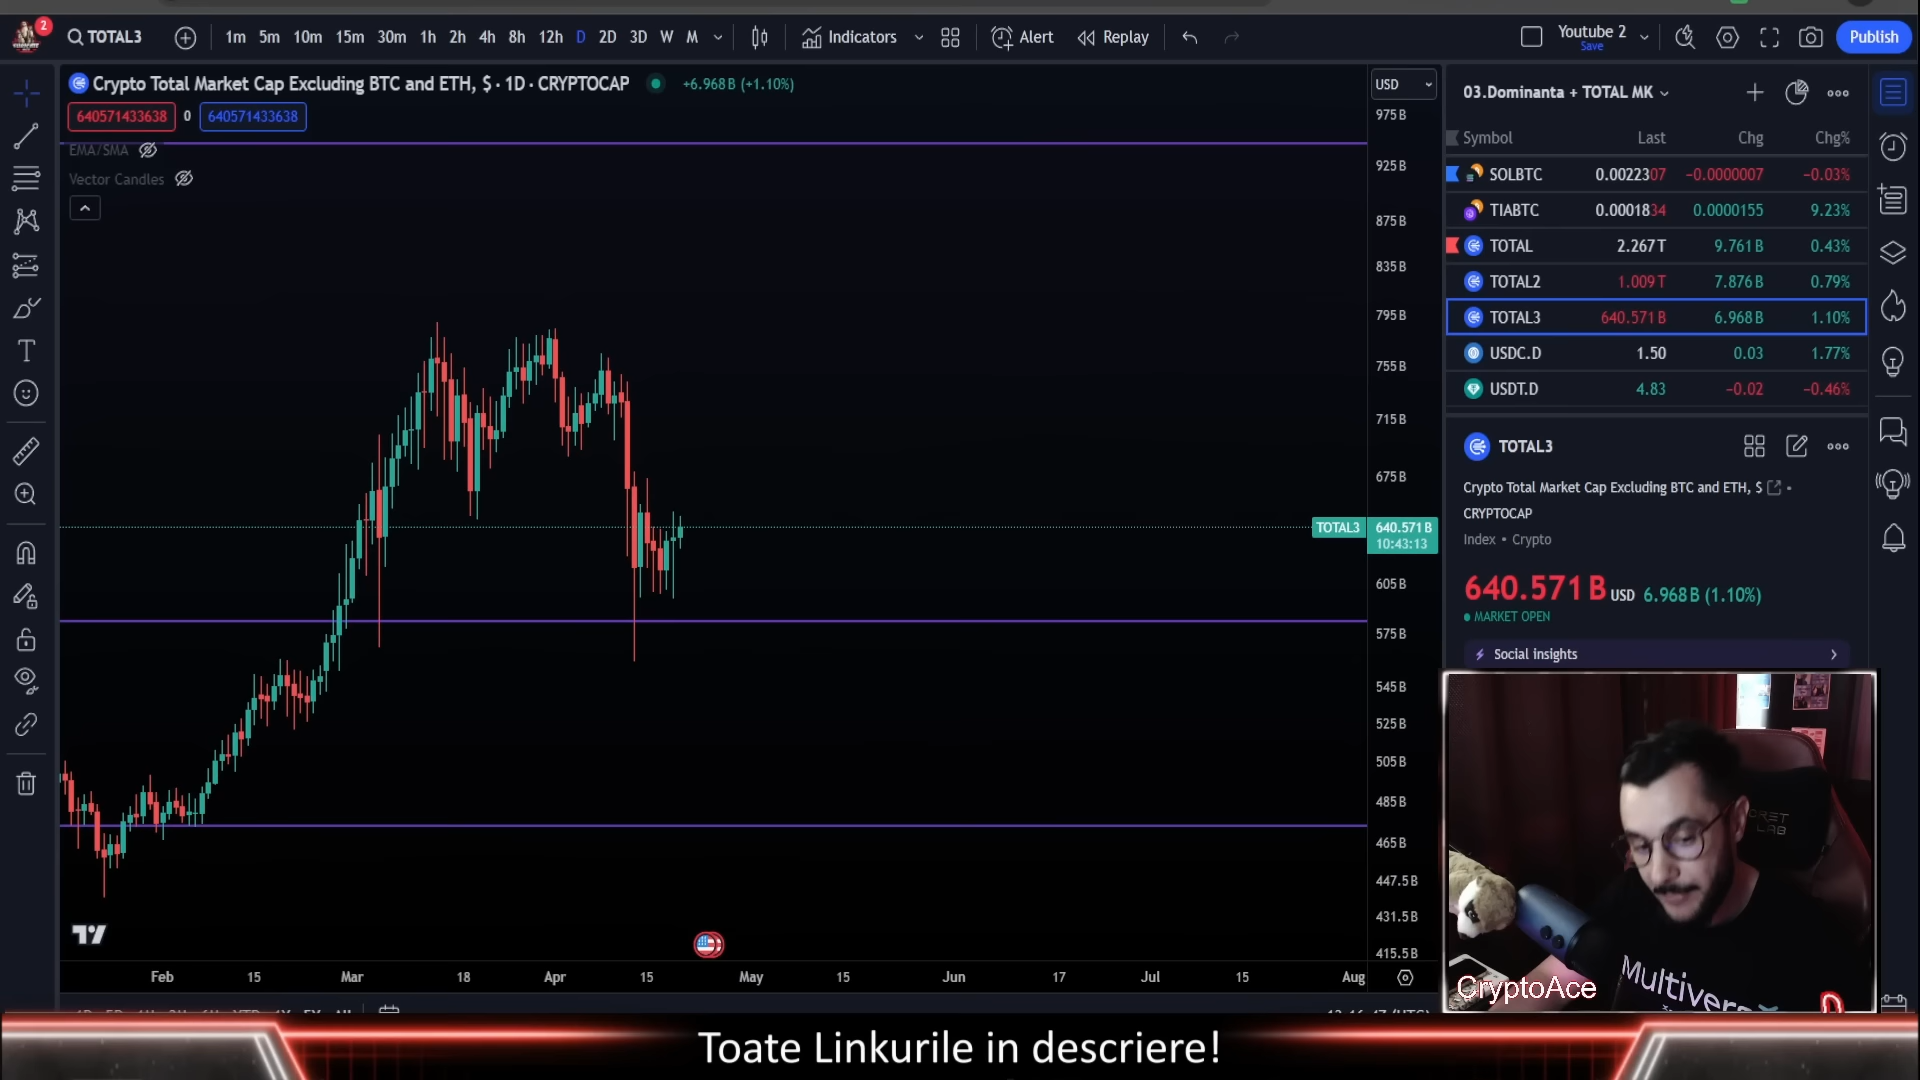 2
TOTAL3
1m 5m 10m 15m 30m 1h 2h 4h 8h 12h D 2D 3D W M
Indicators
Alert
Replay
Youtube 2
Save
Publish
Crypto Total Market Cap Excluding BTC and ETH, $ · 1D · CRYPTOCAP
+6.968B (+1.10%)
640571433638 0 640571433638
EMA/SMA
Vector Candles
USD
975B
925B
875B
835B
795B
755B
715B
675B
TOTAL3 640.571B
10:43:13
605B
575B
545B
525B
505B
485B
465B
447.5B
431.5B
415.5B
Feb 15 Mar 18 Apr 15 May 15 Jun 17 Jul 15 Aug
03.Dominanta + TOTAL MK
Symbol Last Chg Chg%
SOLBTC 0.0022307 −0.0000007 −0.03%
TIABTC 0.0001834 0.0000155 9.23%
TOTAL 2.267T 9.761B 0.43%
TOTAL2 1.009T 7.876B 0.79%
TOTAL3 640.571B 6.968B 1.10%
USDC.D 1.50 0.03 1.77%
USDT.D 4.83 −0.02 −0.46%
TOTAL3
Crypto Total Market Cap Excluding BTC and ETH, $
CRYPTOCAP
Index • Crypto
640.571B USD 6.968B (1.10%)
MARKET OPEN
Social insights
CryptoAce
Toate Linkurile in descriere!